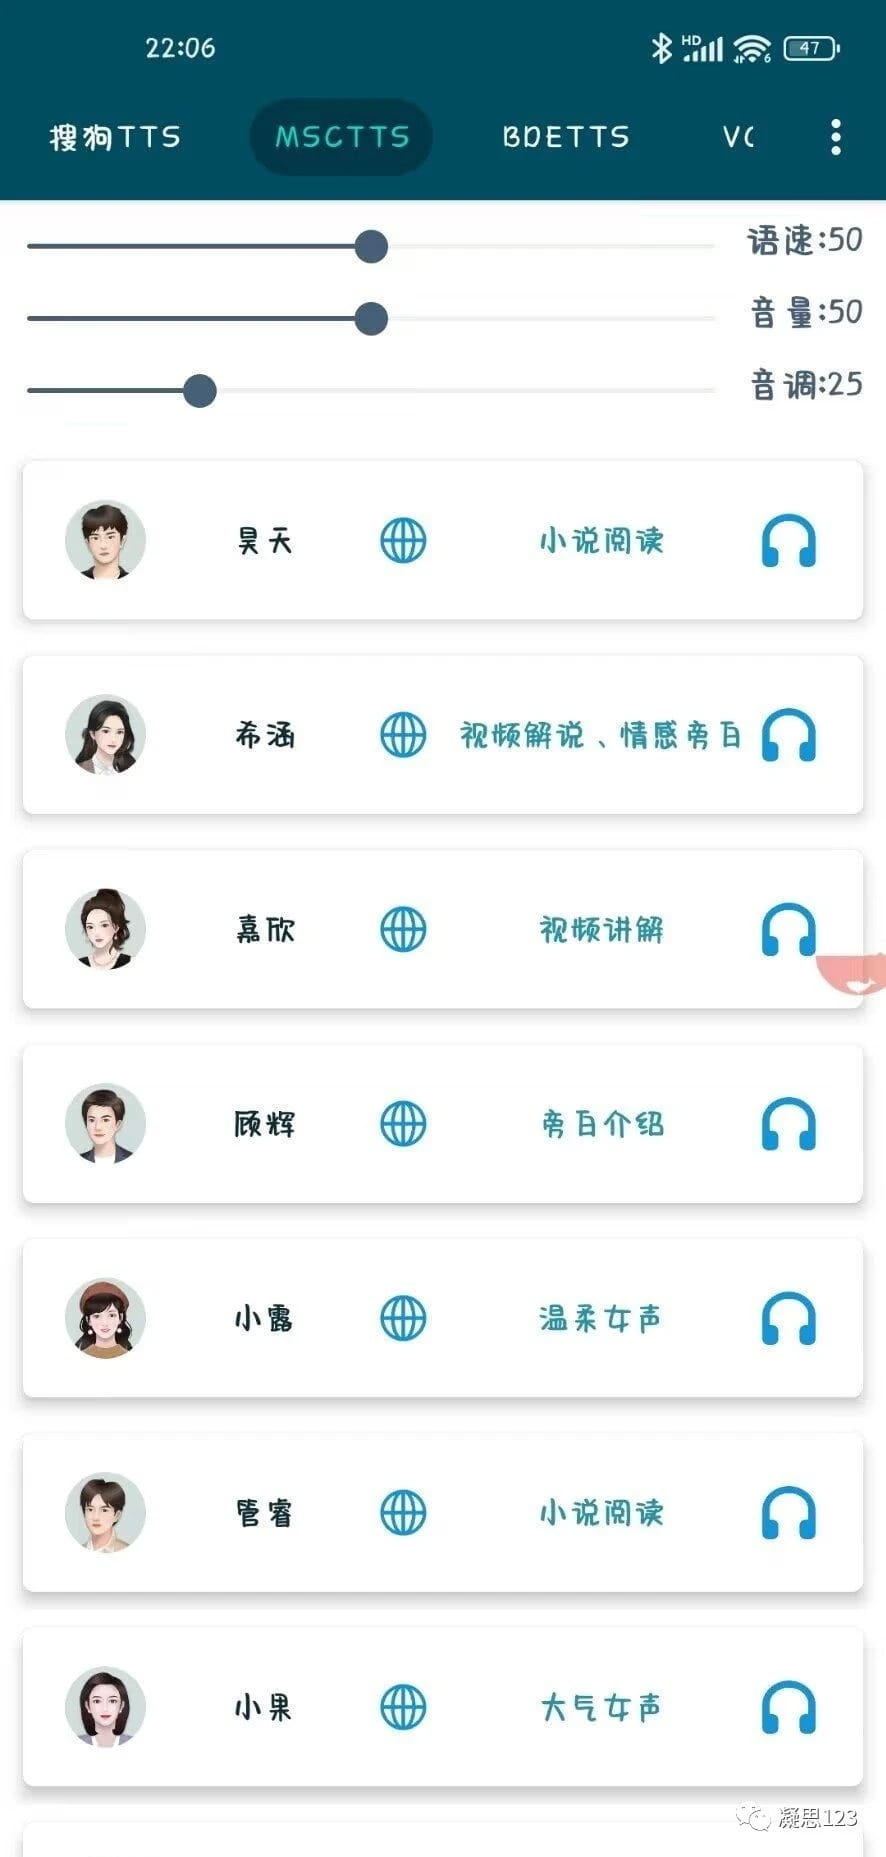 22:06
HD
6
47
搜狗TTS
MSCTTS
BDETTS
语速:50
音量:50
音调:25
昊天
小说阅读
希涵
视频解说、情感旁白
嘉欣
视频讲解
顾辉
旁白介绍
小露
温柔女声
管睿
小说阅读
小果
大气女声
凝思123